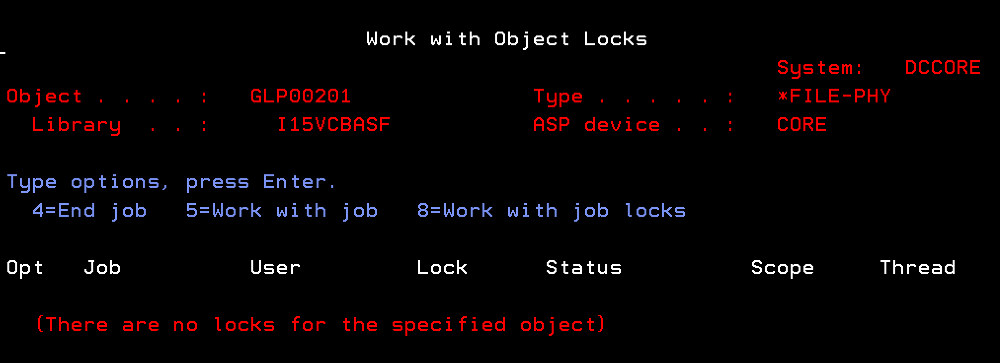 Work with Object Locks
System: DCCORE
Object . . . . : GLP00201 Type . . . . . : *FILE-PHY
Library . . : I15VCBASF ASP device . . : CORE
Type options, press Enter.
4=End job 5=Work with job 8=Work with job locks
Opt Job User Lock Status Scope Thread
(There are no locks for the specified object)